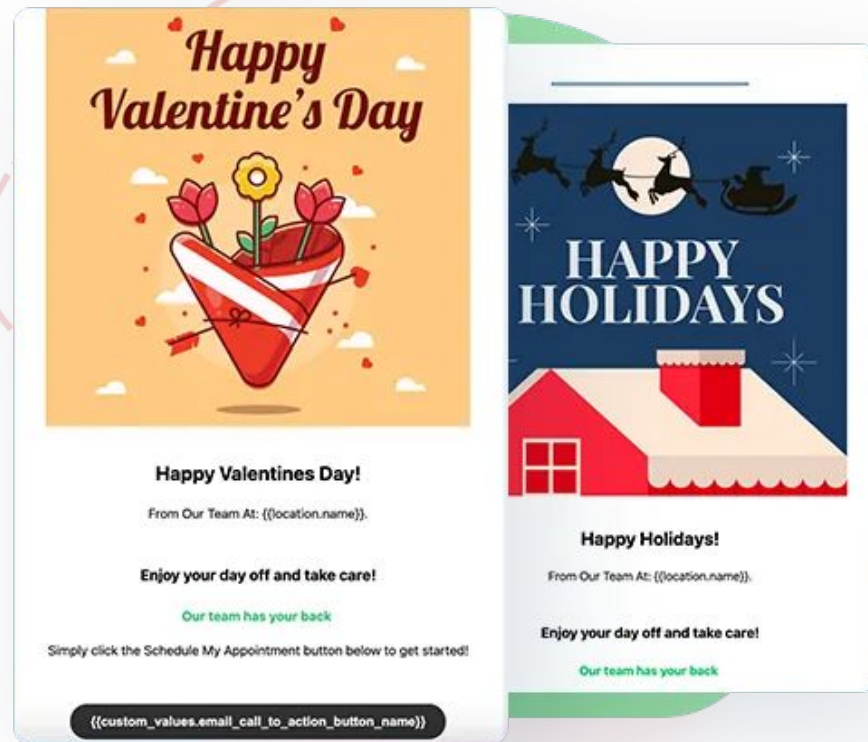 Happy
Valentine's Day
Happy Valentines Day!
From Our Team At: {{location.name}}.
Enjoy your day off and take care!
Our team has your back
Simply click the Schedule My Appointment button below to get started!
{{custom_values.email_call_to_action_button_name}}
HAPPY
HOLIDAYS
Happy Holidays!
From Our Team At: {{location.name}}.
Enjoy your day off and take care!
Our team has your back